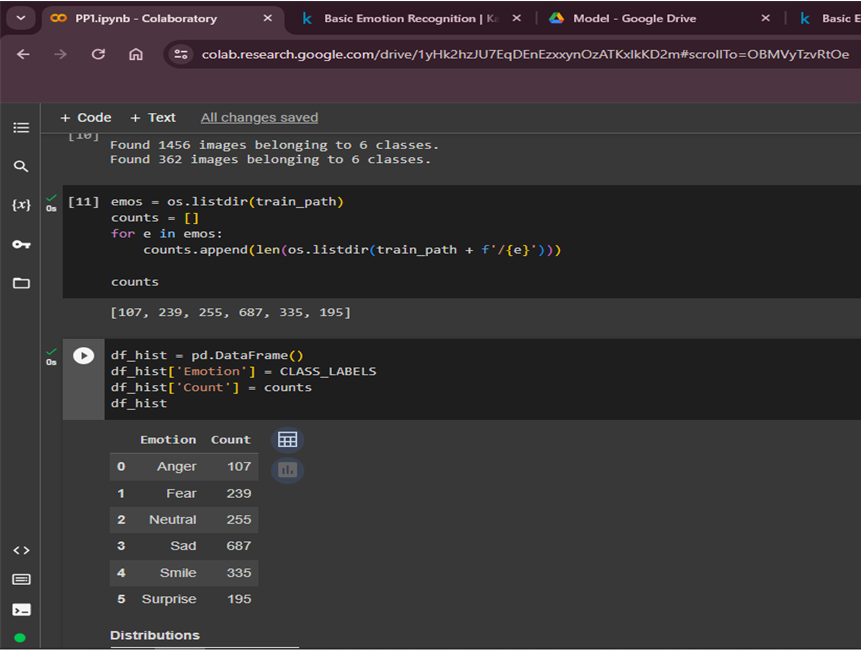 PP1.ipynb - Colaboratory
Basic Emotion Recognition | Ka
Model - Google Drive
Basic E
colab.research.google.com/drive/1yHk2hzJU7EqDEnEzxxynOzATKxlkKD2m#scrollTo=OBMVyTzvRtOe
+ Code + Text All changes saved
[10]
Found 1456 images belonging to 6 classes.
Found 362 images belonging to 6 classes.
0s
[11] emos = os.listdir(train_path)
counts = []
for e in emos:
counts.append(len(os.listdir(train_path + f'/{e}')))
counts
[107, 239, 255, 687, 335, 195]
0s
df_hist = pd.DataFrame()
df_hist['Emotion'] = CLASS_LABELS
df_hist['Count'] = counts
df_hist
Emotion Count
0 Anger 107
1 Fear 239
2 Neutral 255
3 Sad 687
4 Smile 335
5 Surprise 195
Distributions